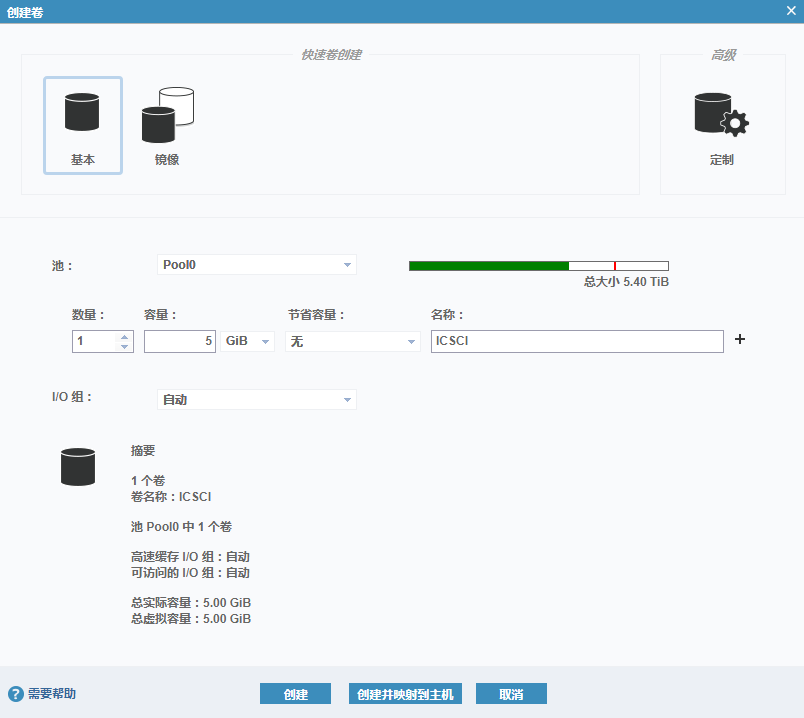 创建卷
快速卷创建
高级
基本
镜像
定制
池：
Pool0
总大小 5.40 TiB
数量：
容量：
节省容量：
名称：
1
5
GiB
无
ICSCI
I/O 组：
自动
摘要
1 个卷
卷名称：ICSCI
池 Pool0 中 1 个卷
高速缓存 I/O 组：自动
可访问的 I/O 组：自动
总实际容量：5.00 GiB
总虚拟容量：5.00 GiB
需要帮助
创建
创建并映射到主机
取消